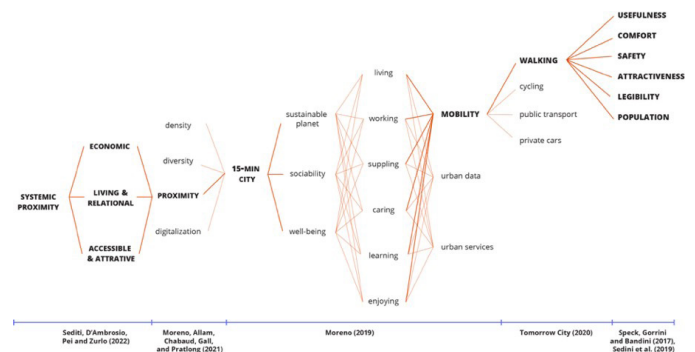 SYSTEMIC
PROXIMITY
ECONOMIC
LIVING &
RELATIONAL
ACCESSIBLE
& ATTRATIVE
density
diversity
PROXIMITY
digitalization
15-MIN
CITY
sustainable
planet
sociability
well-being
living
working
suppling
caring
learning
enjoying
MOBILITY
urban data
urban services
WALKING
cycling
public transport
private cars
USEFULNESS
COMFORT
SAFETY
ATTRACTIVENESS
LEGIBILITY
POPULATION
Sediti, D'Ambrosio,
Pei and Zurlo (2022)
Moreno, Allam,
Chabaud, Gall,
and Pratlong (2021)
Moreno (2019)
Tomorrow City (2020)
Speck, Gorrini
and Bandini (2017),
Sedini et al. (2019)